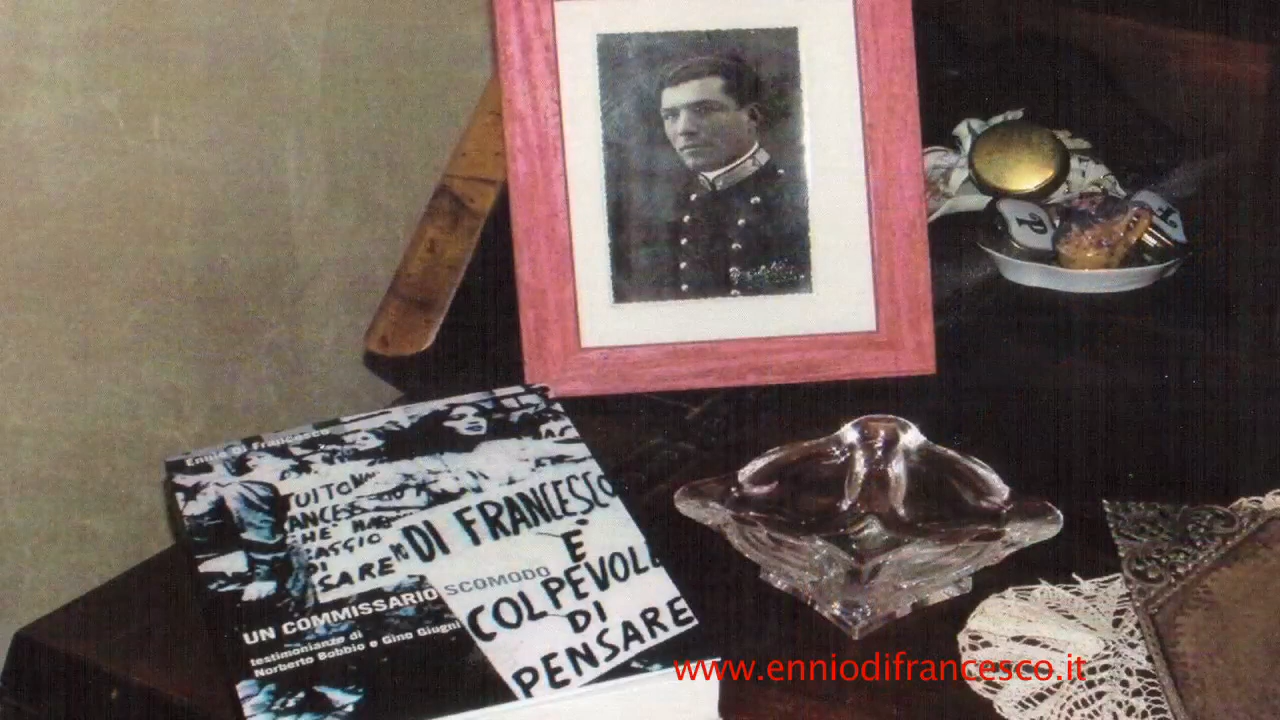 P
Ennio Di Francesco
DI FRANCESCO
È
COLPEVOLE
DI
PENSARE
UN COMMISSARIO SCOMODO
testimonianze di
Norberto Bobbio e Gino Giugni
www.enniodifrancesco.it